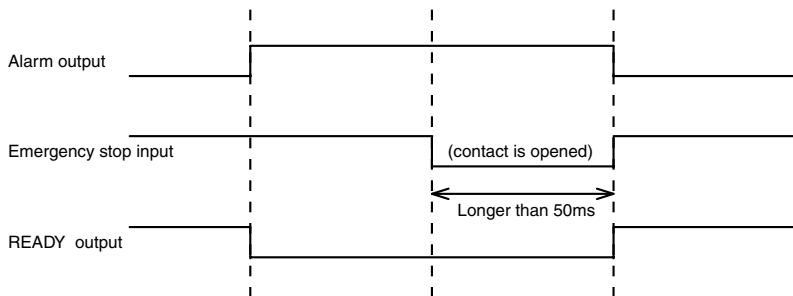 Alarm output
Emergency stop input
(contact is opened)
Longer than 50ms
READY output